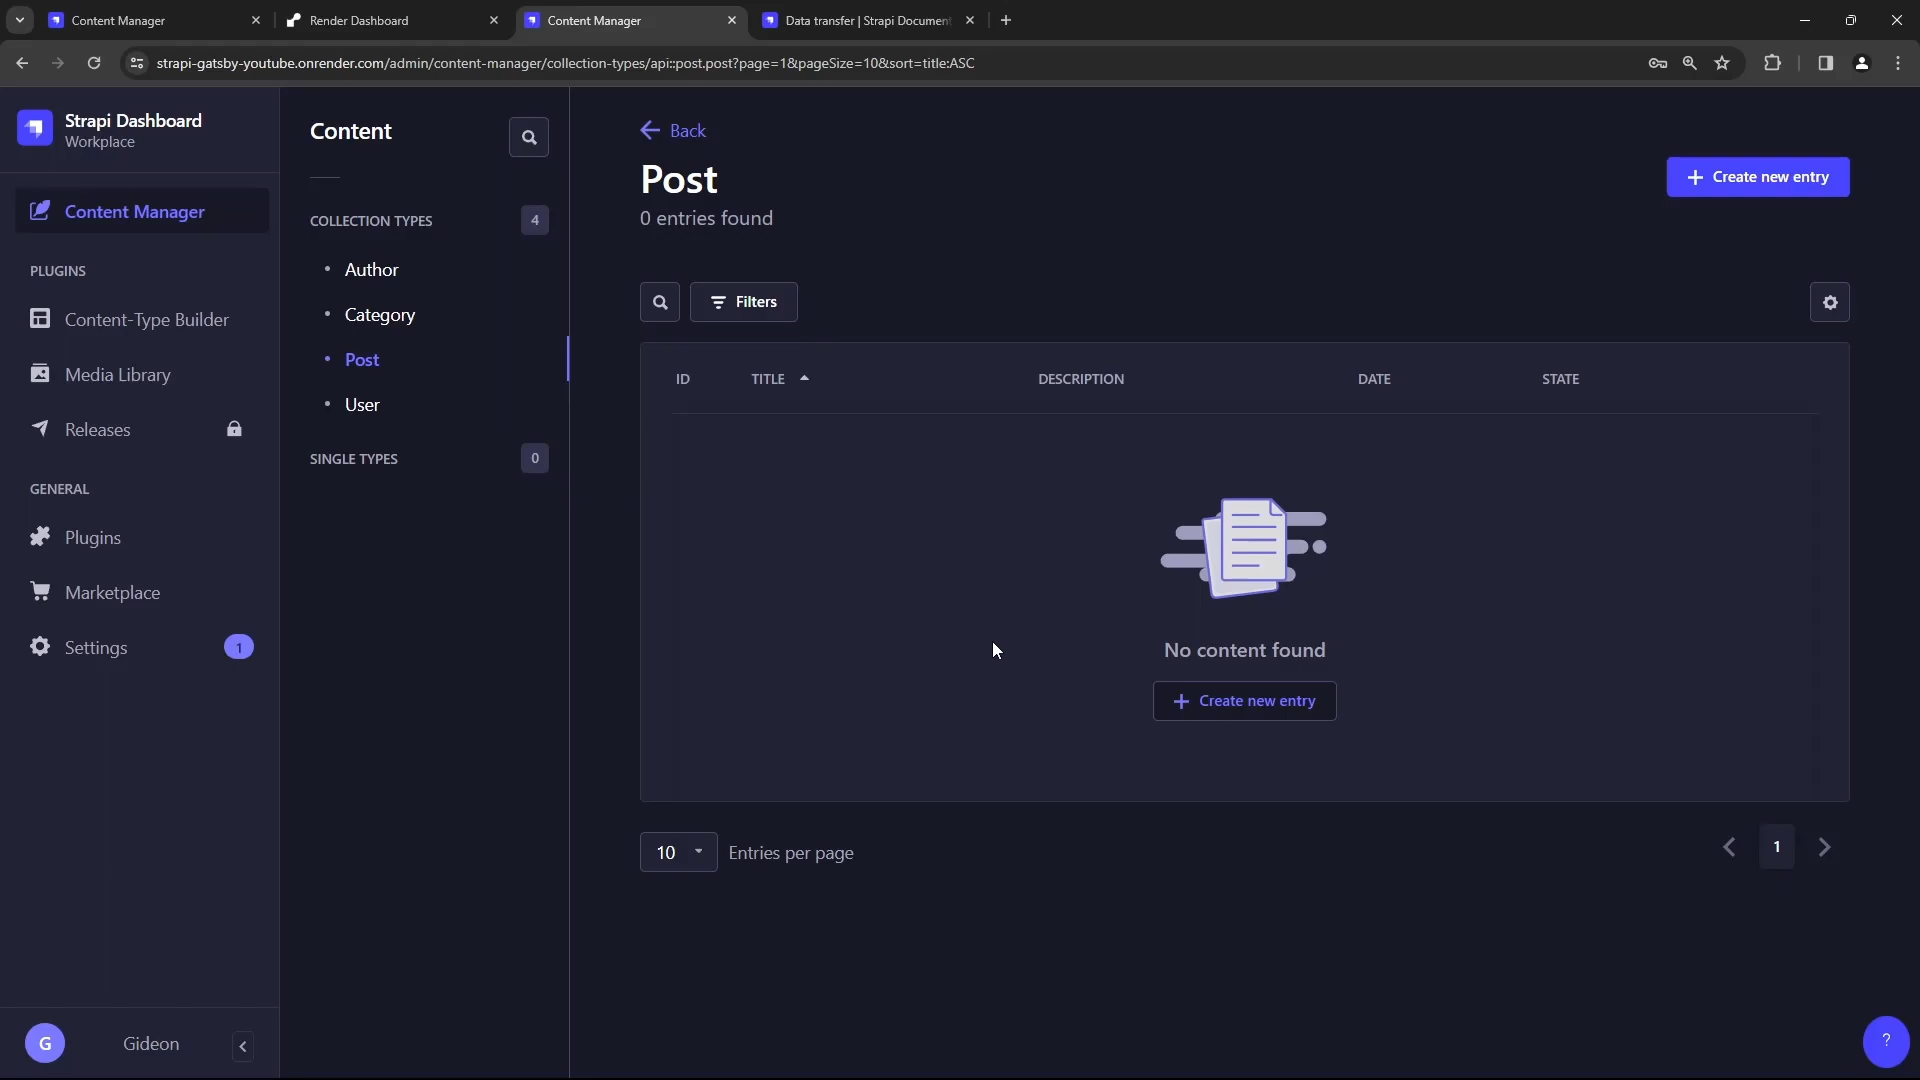 Content Manager
Render Dashboard
Content Manager
Data transfer | Strapi Documen
strapi-gatsby-youtube.onrender.com/admin/content-manager/collection-types/api::post.post?page=1&pageSize=10&sort=title:ASC
Strapi Dashboard
Workplace
Content Manager
PLUGINS
Content-Type Builder
Media Library
Releases
GENERAL
Plugins
Marketplace
Settings
1
G
Gideon
Content
COLLECTION TYPES
4
Author
Category
Post
User
SINGLE TYPES
0
Back
Post
0 entries found
Create new entry
Filters
ID
TITLE
DESCRIPTION
DATE
STATE
No content found
Create new entry
10
Entries per page
1
?